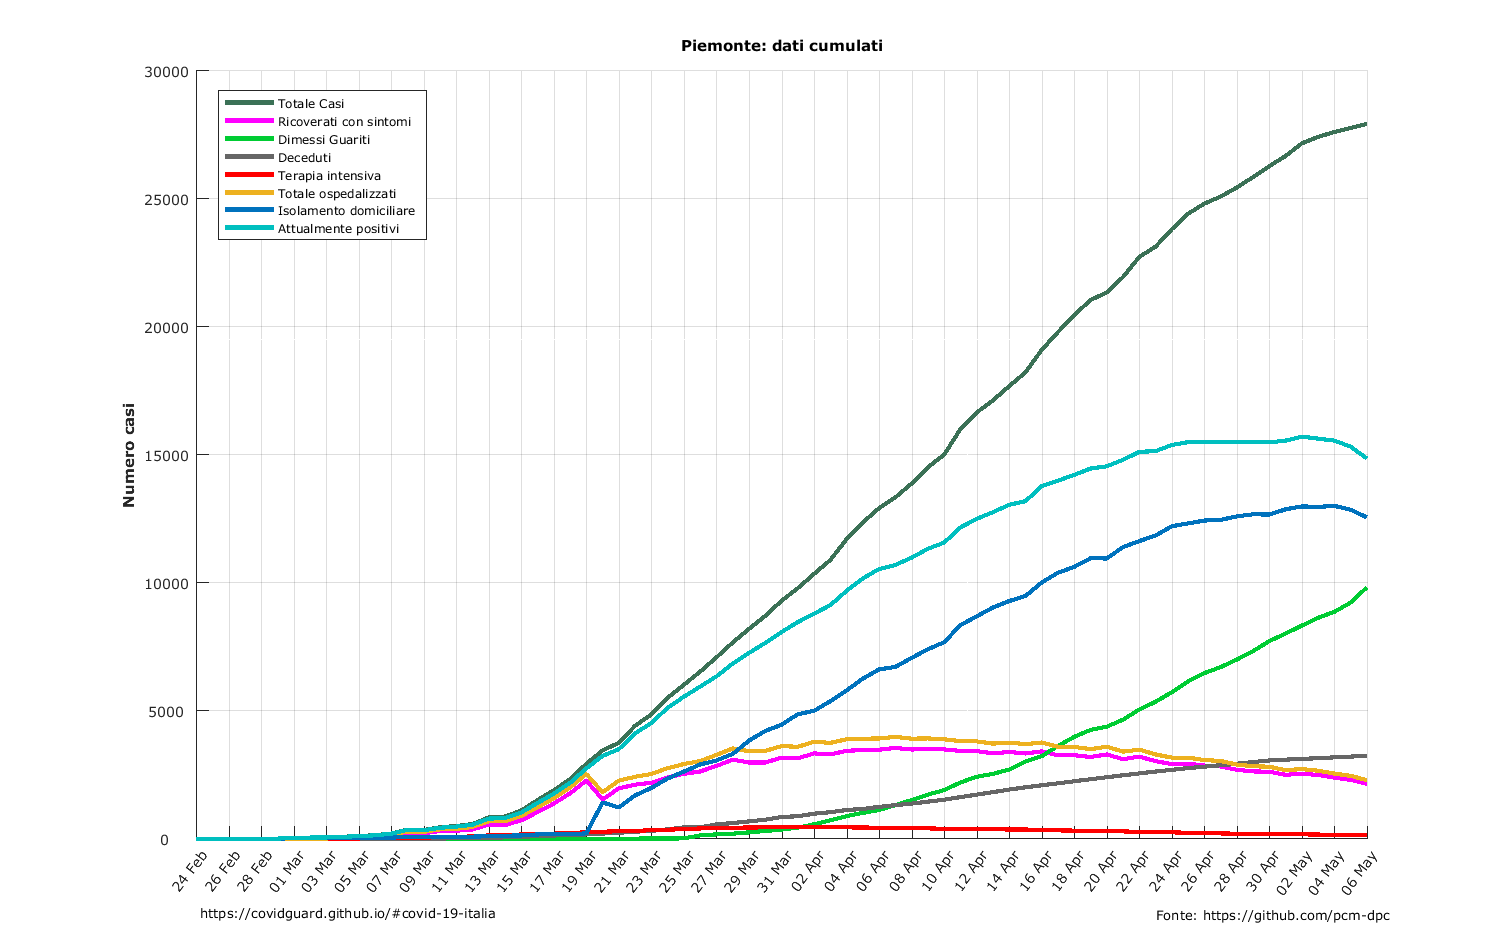 Piemonte: dati cumulati
30000
25000
20000
15000
10000
5000
0
Numero casi
Totale Casi
Ricoverati con sintomi
Dimessi Guariti
Deceduti
Terapia intensiva
Totale ospedalizzati
Isolamento domiciliare
Attualmente positivi
24 Feb
26 Feb
28 Feb
01 Mar
03 Mar
05 Mar
07 Mar
09 Mar
11 Mar
13 Mar
15 Mar
17 Mar
19 Mar
21 Mar
23 Mar
25 Mar
27 Mar
29 Mar
31 Mar
02 Apr
04 Apr
06 Apr
08 Apr
10 Apr
12 Apr
14 Apr
16 Apr
18 Apr
20 Apr
22 Apr
24 Apr
26 Apr
28 Apr
30 Apr
02 May
04 May
06 May
https://covidguard.github.io/#covid-19-italia
Fonte: https://github.com/pcm-dpc